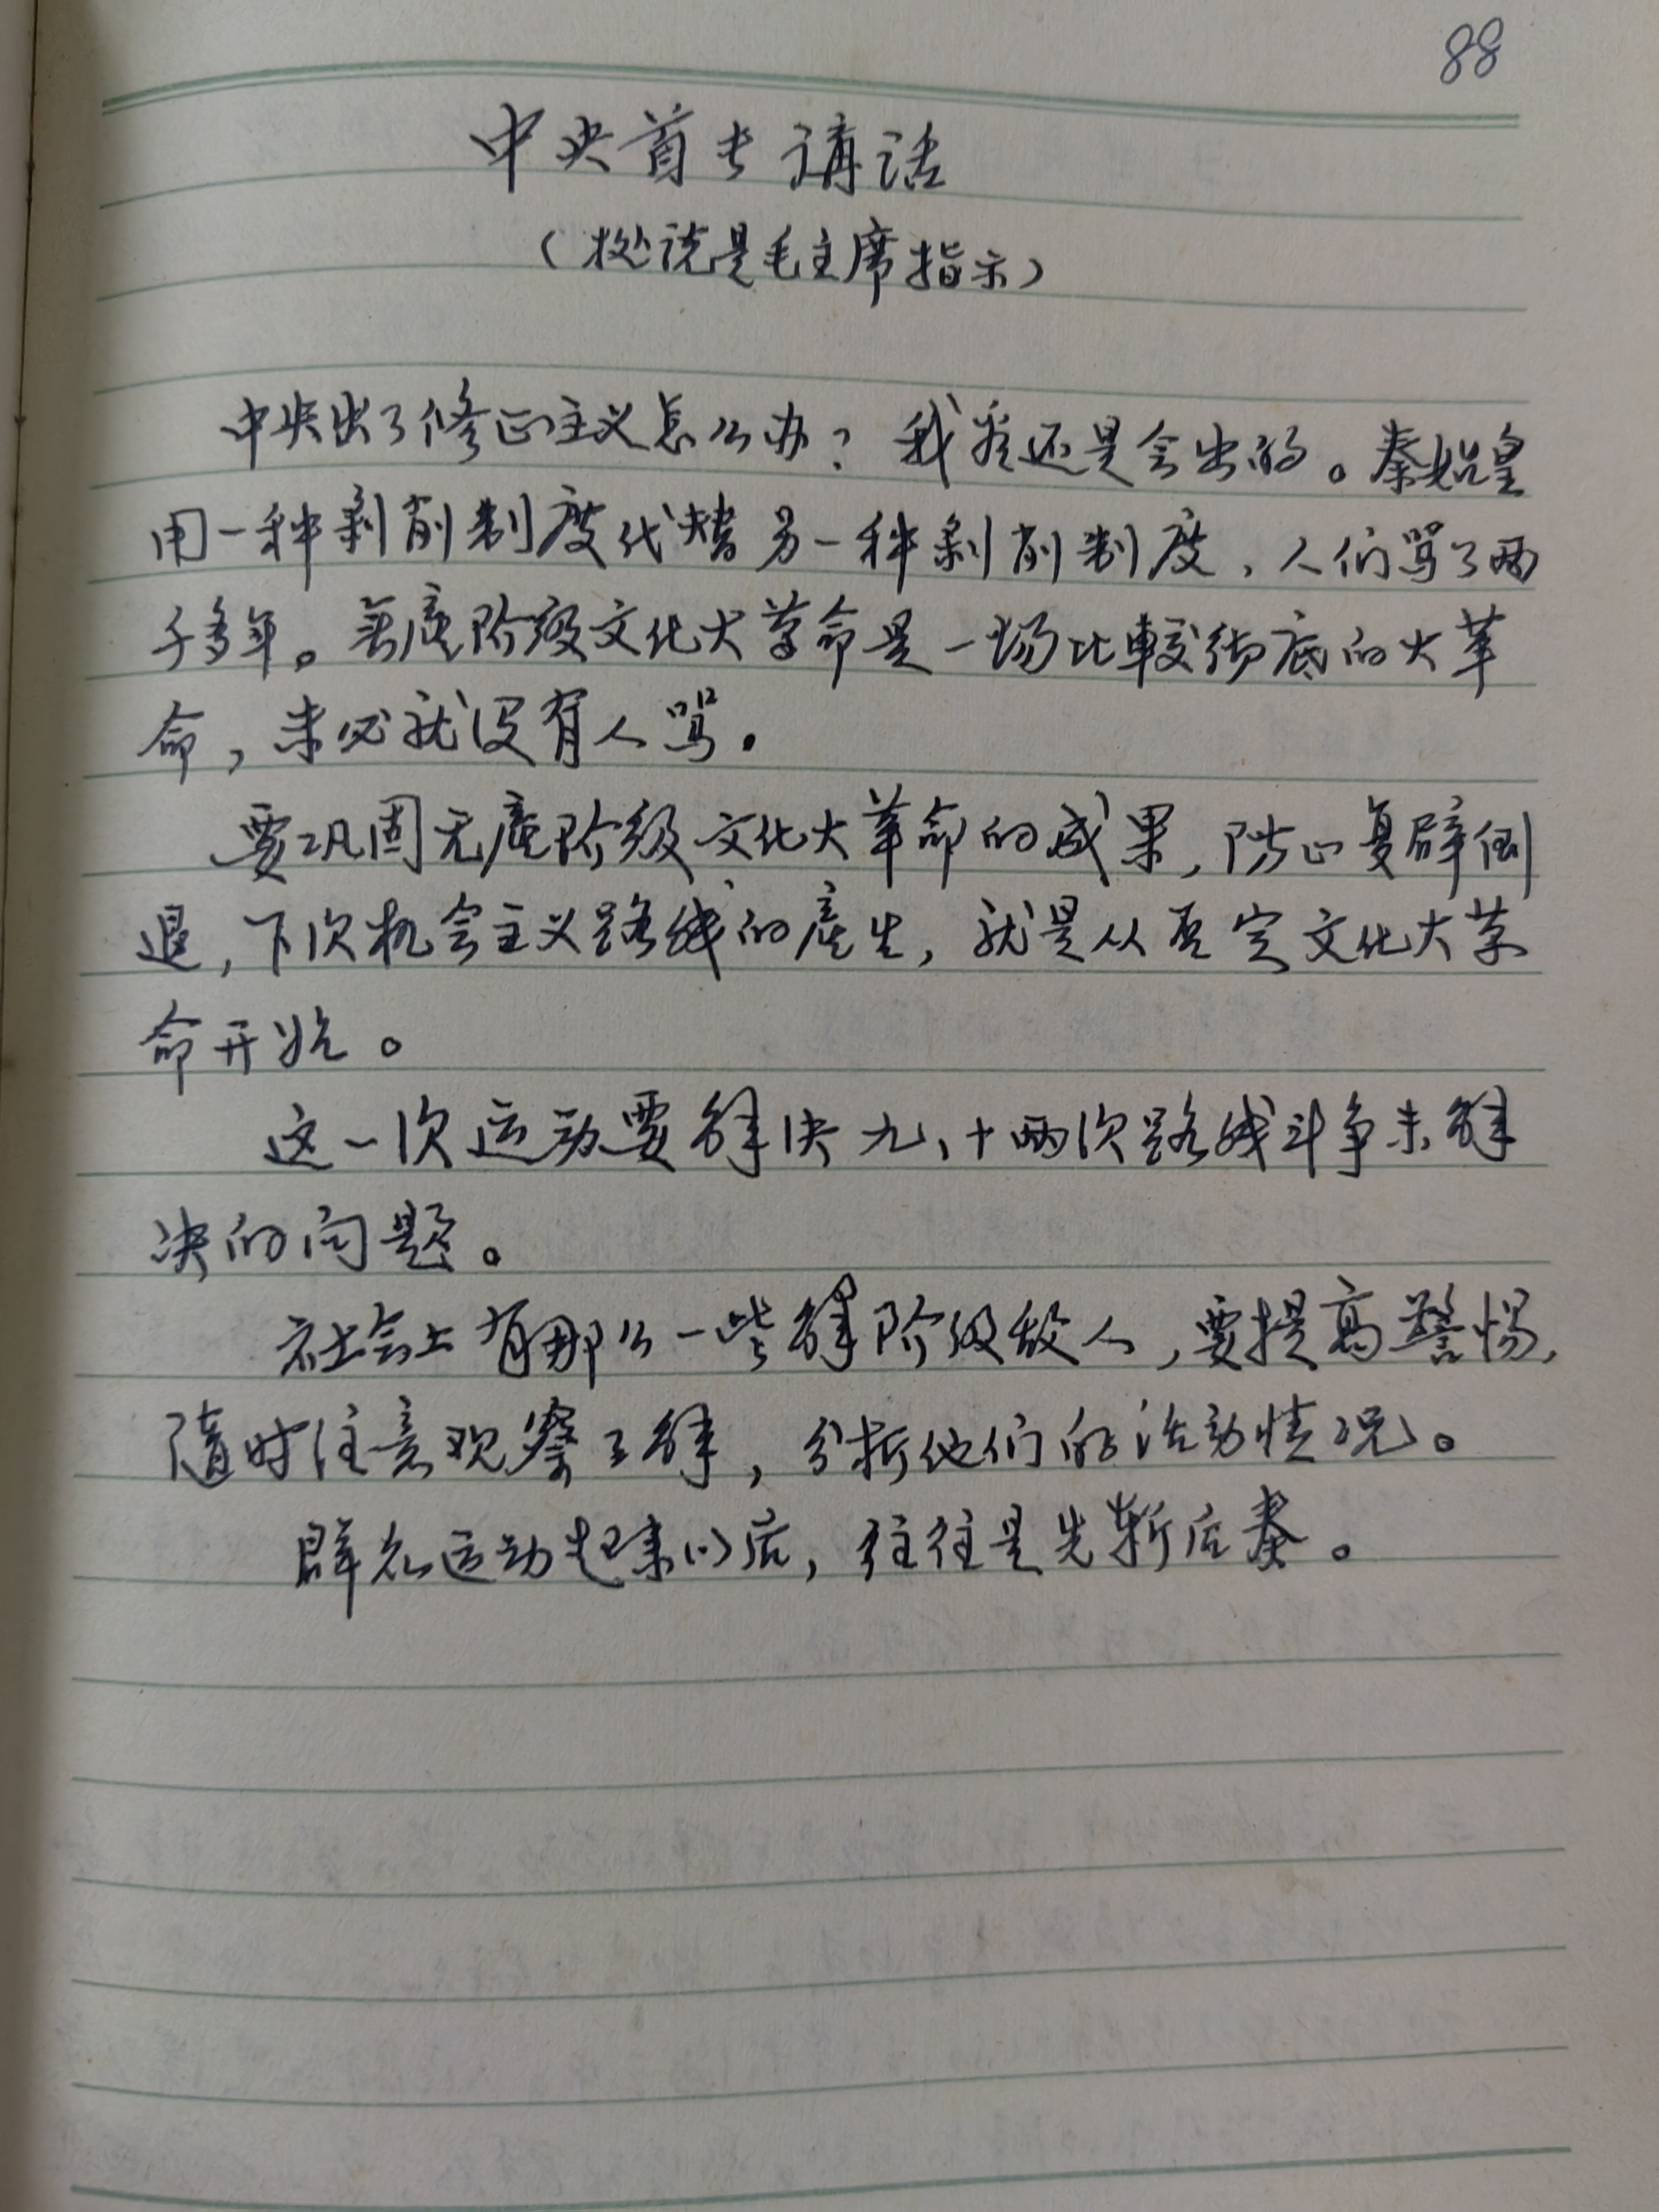 88
中央首长講话
（据说是毛主席指示）
中央出了修正主义怎么办？我看还是会出的。秦始皇
用一种剥削制度代替另一种剥削制度，人们骂了两
千多年。無産阶级文化大革命是一场比較彻底的大革
命，未必就没有人骂。
要巩固无産阶级文化大革命的成果，防止复辟倒
退，下次机会主义路线的産生，就是从否定文化大革
命开始。
这一次运动要解决九、十两次路线斗争未解
决的问题。
社会上有那么一些解阶级敌人，要提高警惕，
随时注意观察了解，分析他们的活动情况。
群众运动起来以后，往往是先斩后奏。